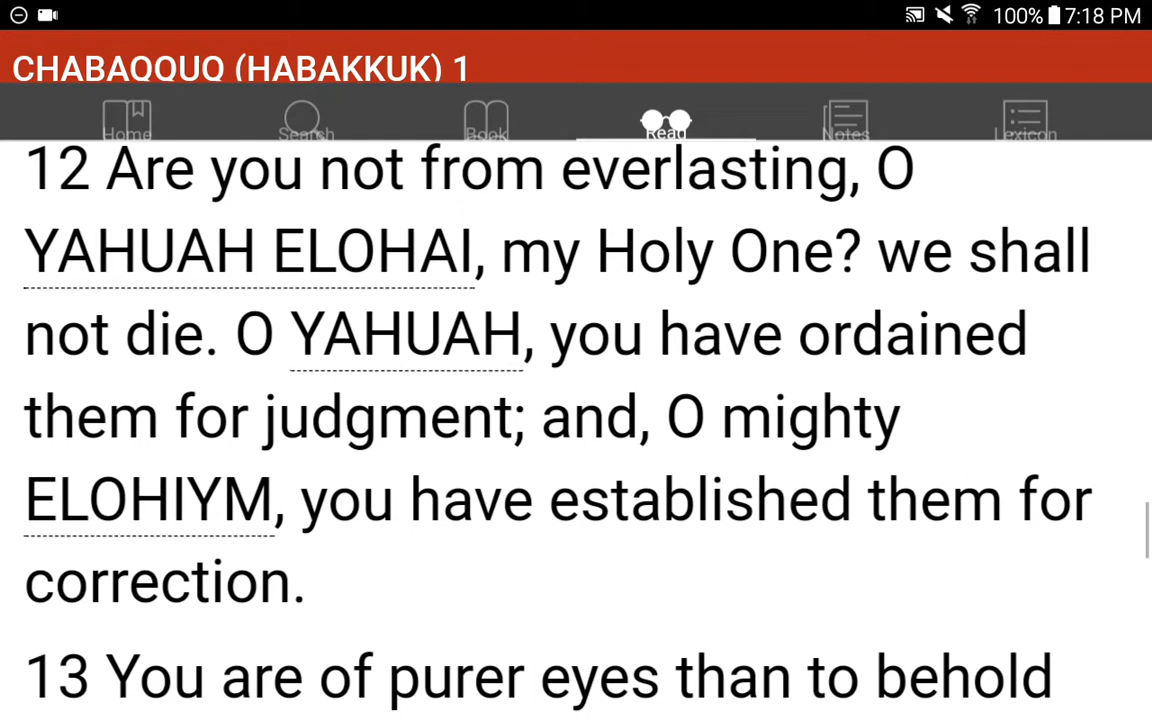 100% 7:18 PM
CHABAQQUQ (HABAKKUK) 1
Home Search Book Read Notes Lexicon
12 Are you not from everlasting, O
YAHUAH ELOHAI, my Holy One? we shall
not die. O YAHUAH, you have ordained
them for judgment; and, O mighty
ELOHIYM, you have established them for
correction.
13 You are of purer eyes than to behold